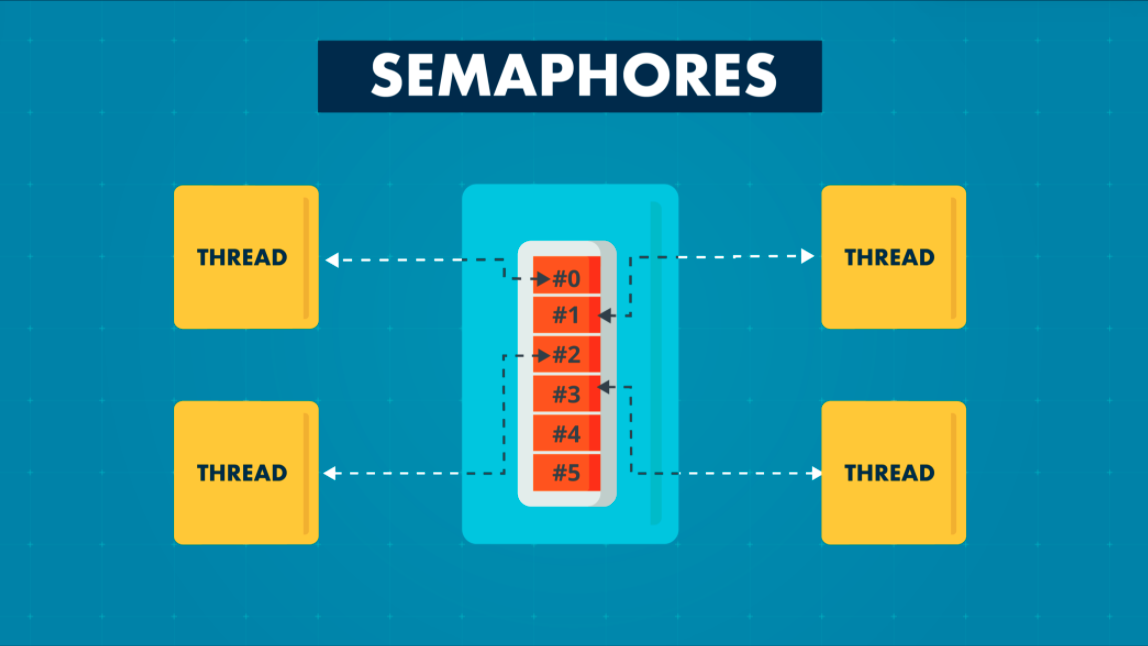 SEMAPHORES
THREAD
THREAD
#0
#1
#2
#3
#4
#5
THREAD
THREAD